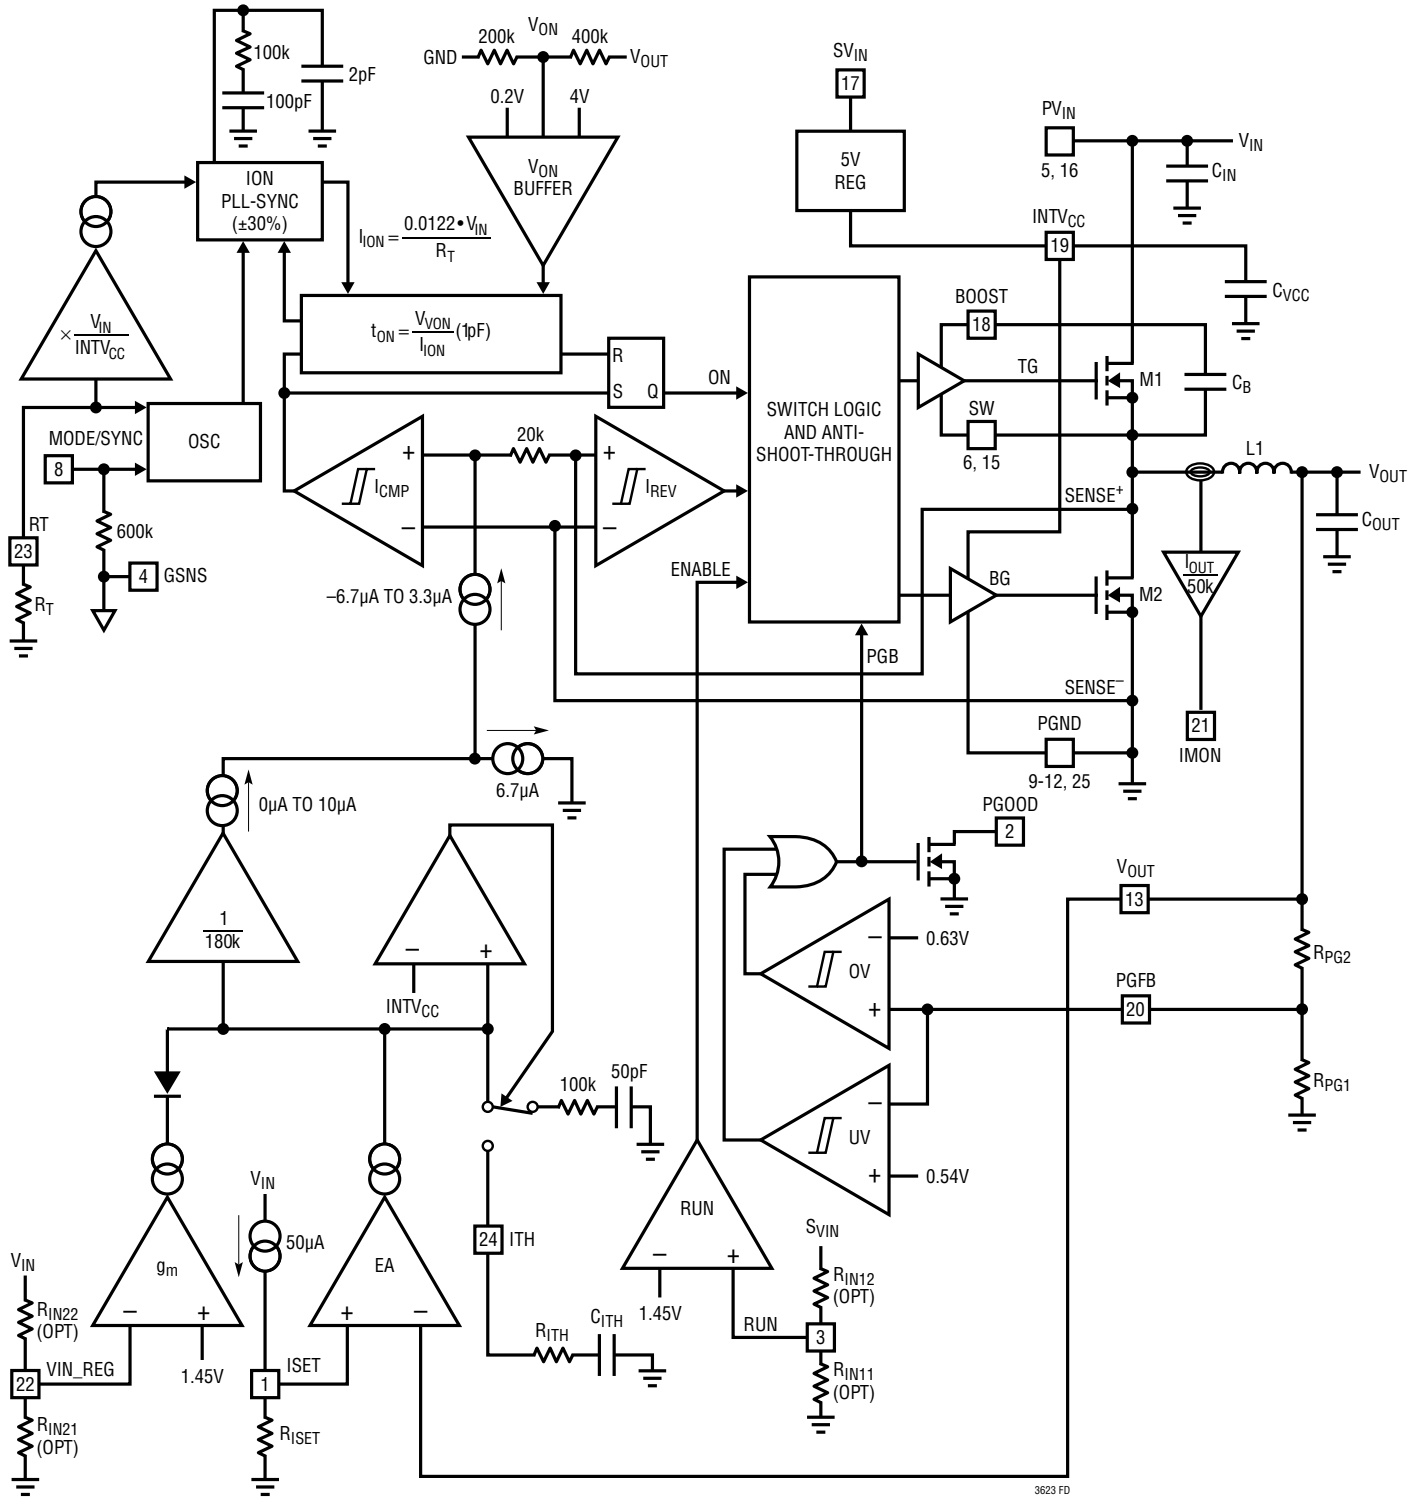 100k
2pF
100pF
ION
PLL-SYNC
(±30%)
GND
200k
V_ON
400k
V_OUT
0.2V
4V
V_ON
BUFFER
I_ION = 0.0122•V_IN / R_T
t_ON = V_VON / I_ION (1pF)
× V_IN / INTV_CC
OSC
MODE/SYNC
8
600k
4
GSNS
RT
23
R_T
R
S
Q
ON
20k
+
−
I_CMP
+
−
I_REV
–6.7µA TO 3.3µA
ENABLE
SWITCH LOGIC
AND ANTI-
SHOOT-THROUGH
PGB
SV_IN
17
5V
REG
PV_IN
5, 16
V_IN
C_IN
INTV_CC
19
C_VCC
BOOST
18
TG
M1
C_B
SW
6, 15
L1
V_OUT
SENSE+
C_OUT
BG
M2
I_OUT
50k
SENSE–
PGND
9-12, 25
21
IMON
6.7µA
0µA TO 10µA
1
180k
−
+
INTV_CC
PGOOD
2
V_OUT
13
−
0.63V
OV
+
R_PG2
PGFB
20
R_PG1
−
UV
+
0.54V
100k
50pF
V_IN
50µA
24
ITH
R_ITH
C_ITH
RUN
−
+
1.45V
RUN
S_VIN
R_IN12
(OPT)
3
R_IN11
(OPT)
V_IN
R_IN22
(OPT)
22
VIN_REG
R_IN21
(OPT)
g_m
−
+
1.45V
EA
+
−
1
ISET
R_ISET
3623 FD